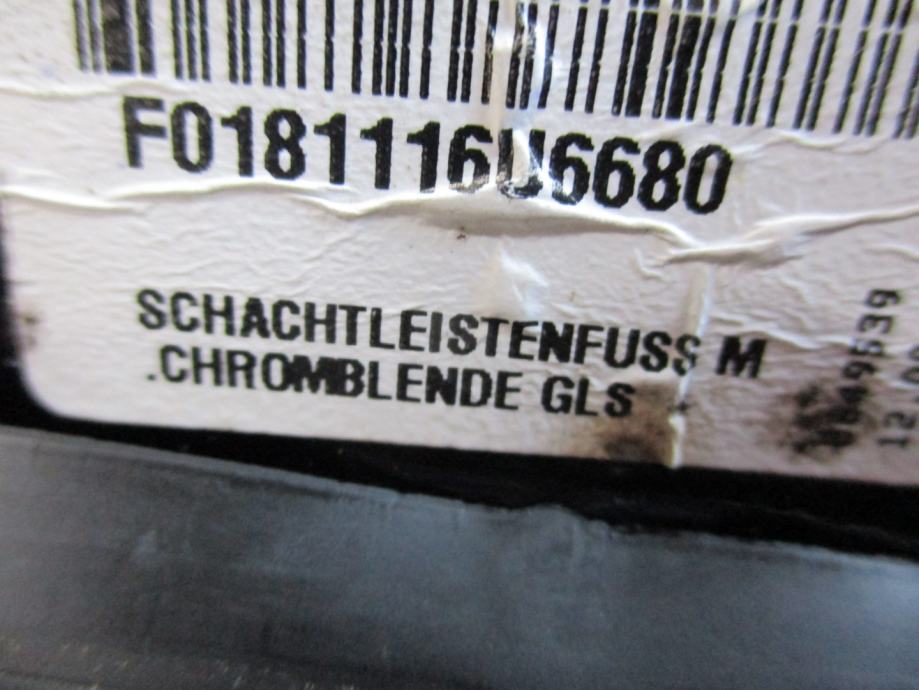 F0181116U6680
SCHACHTLEISTENFUSS M
.CHROMBLENDE GLS